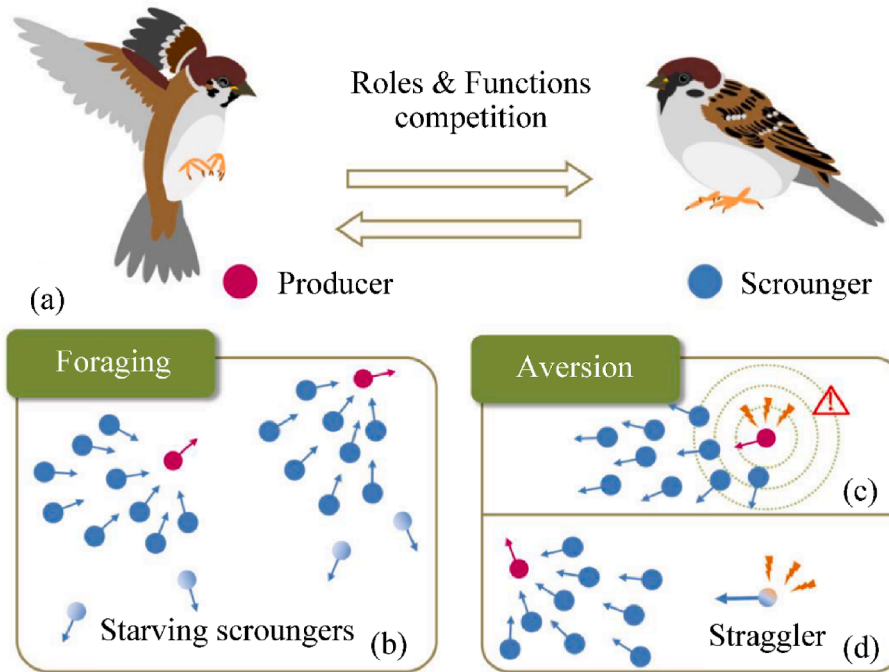 Roles & Functions
competition
(a)
Producer
Scrounger
Foraging
Starving scroungers
(b)
Aversion
(c)
Straggler
(d)